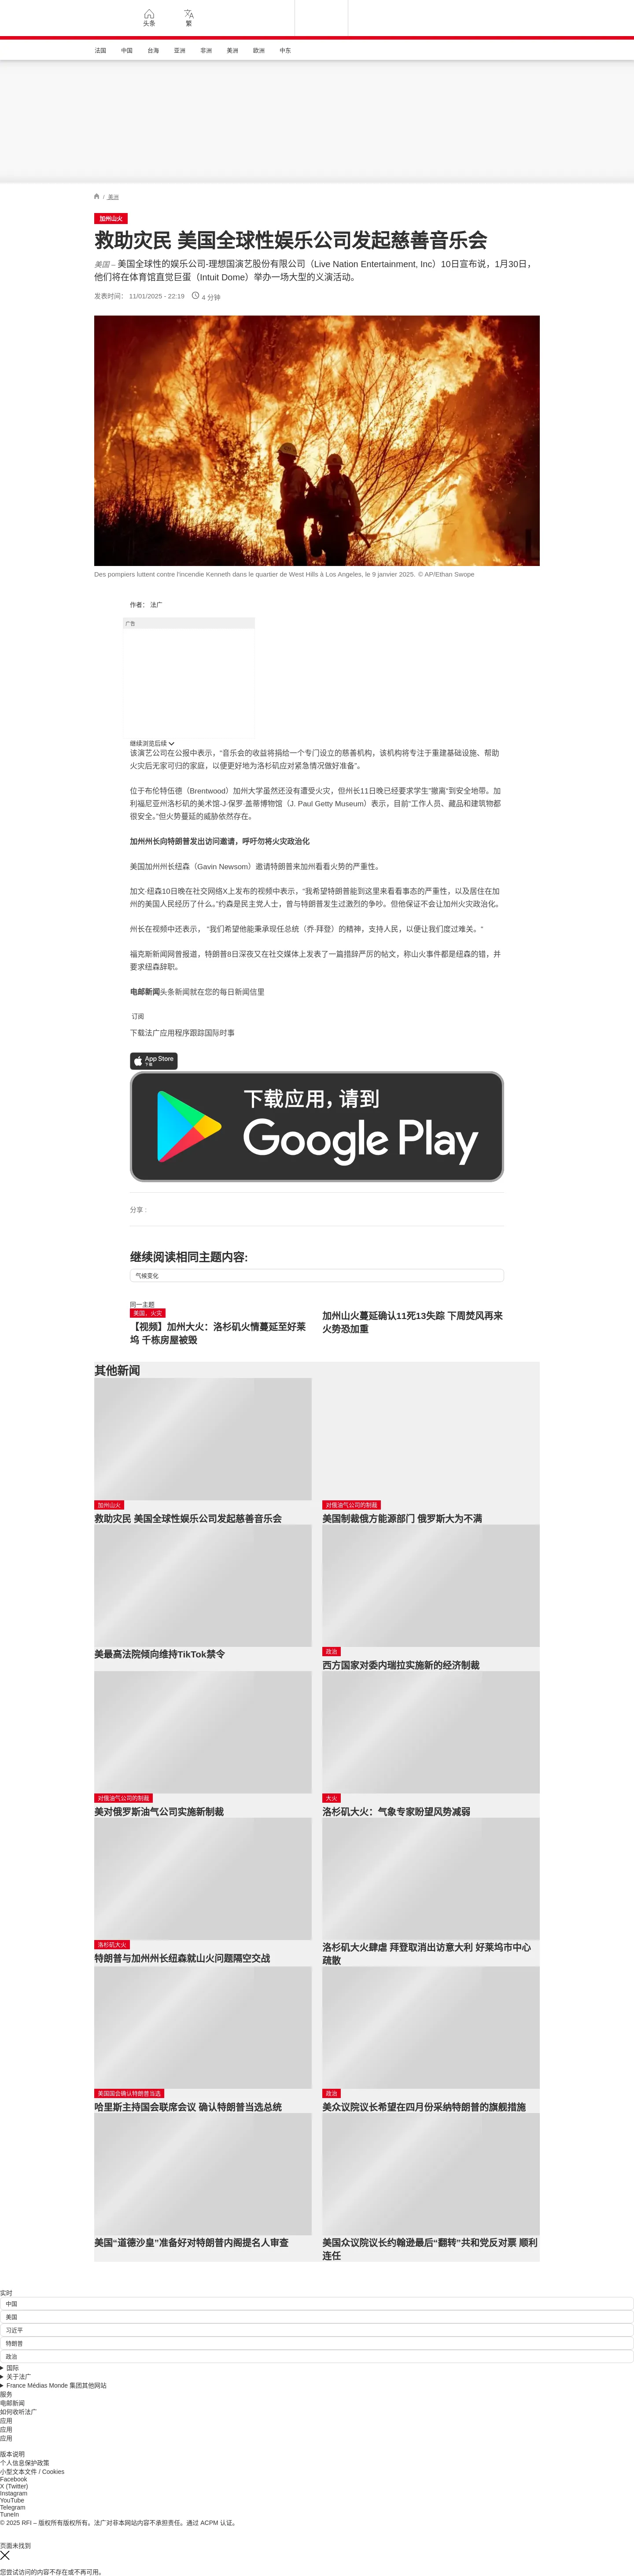 头条
繁
法国
中国
台海
亚洲
非洲
美洲
欧洲
中东
/ 美洲
加州山火
救助灾民 美国全球性娱乐公司发起慈善音乐会
美国 – 美国全球性的娱乐公司-理想国演艺股份有限公司（Live Nation Entertainment, Inc）10日宣布说，1月30日，
他们将在体育馆直觉巨蛋（Intuit Dome）举办一场大型的义演活动。
发表时间： 11/01/2025 - 22:19
4 分钟
Des pompiers luttent contre l'incendie Kenneth dans le quartier de West Hills à Los Angeles, le 9 janvier 2025. © AP/Ethan Swope
作者： 法广
广告
继续浏览后续
该演艺公司在公报中表示，“音乐会的收益将捐给一个专门设立的慈善机构，该机构将专注于重建基础设施、帮助
火灾后无家可归的家庭，以便更好地为洛杉矶应对紧急情况做好准备”。
位于布伦特伍德（Brentwood）加州大学虽然还没有遭受火灾，但州长11日晚已经要求学生“撤离”到安全地带。加
利福尼亚州洛杉矶的美术馆-J·保罗·盖蒂博物馆（J. Paul Getty Museum）表示，目前“工作人员、藏品和建筑物都
很安全。”但火势蔓延的威胁依然存在。
加州州长向特朗普发出访问邀请，呼吁勿将火灾政治化
美国加州州长纽森（Gavin Newsom）邀请特朗普来加州看看火势的严重性。
加文·纽森10日晚在社交网络X上发布的视频中表示，“我希望特朗普能到这里来看看事态的严重性，以及居住在加
州的美国人民经历了什么。”约森是民主党人士，曾与特朗普发生过激烈的争吵。但他保证不会让加州火灾政治化。
州长在视频中还表示， “我们希望他能秉承现任总统（乔·拜登）的精神，支持人民，以便让我们度过难关。”
福克斯新闻网曾报道，特朗普8日深夜又在社交媒体上发表了一篇措辞严厉的帖文，称山火事件都是纽森的错，并
要求纽森辞职。
电邮新闻头条新闻就在您的每日新闻信里
订阅
下载法广应用程序跟踪国际时事
App Store
下载
下载应用，请到
Google Play
分享 :
继续阅读相同主题内容:
气候变化
同一主题
美国，火灾
【视频】加州大火：洛杉矶火情蔓延至好莱
坞 千栋房屋被毁
加州山火蔓延确认11死13失踪 下周焚风再来
火势恐加重
其他新闻
加州山火
救助灾民 美国全球性娱乐公司发起慈善音乐会
对俄油气公司的制裁
美国制裁俄方能源部门 俄罗斯大为不满
美最高法院倾向维持TikTok禁令
政治
西方国家对委内瑞拉实施新的经济制裁
对俄油气公司的制裁
美对俄罗斯油气公司实施新制裁
大火
洛杉矶大火：气象专家盼望风势减弱
洛杉矶大火
特朗普与加州州长纽森就山火问题隔空交战
洛杉矶大火肆虐 拜登取消出访意大利 好莱坞市中心
疏散
美国国会确认特朗普当选
哈里斯主持国会联席会议 确认特朗普当选总统
政治
美众议院议长希望在四月份采纳特朗普的旗舰措施
美国“道德沙皇”准备好对特朗普内阁提名人审查
美国众议院议长约翰逊最后“翻转”共和党反对票 顺利
连任
实时
中国
美国
习近平
特朗普
政治
国际
关于法广
France Médias Monde 集团其他网站
服务
电邮新闻
如何收听法广
应用
应用
应用
版本说明
个人信息保护政策
小型文本文件 / Cookies
Facebook
X (Twitter)
Instagram
YouTube
Telegram
TuneIn
© 2025 RFI – 版权所有版权所有。法广对非本网站内容不承担责任。通过 ACPM 认证。
页面未找到
您尝试访问的内容不存在或不再可用。